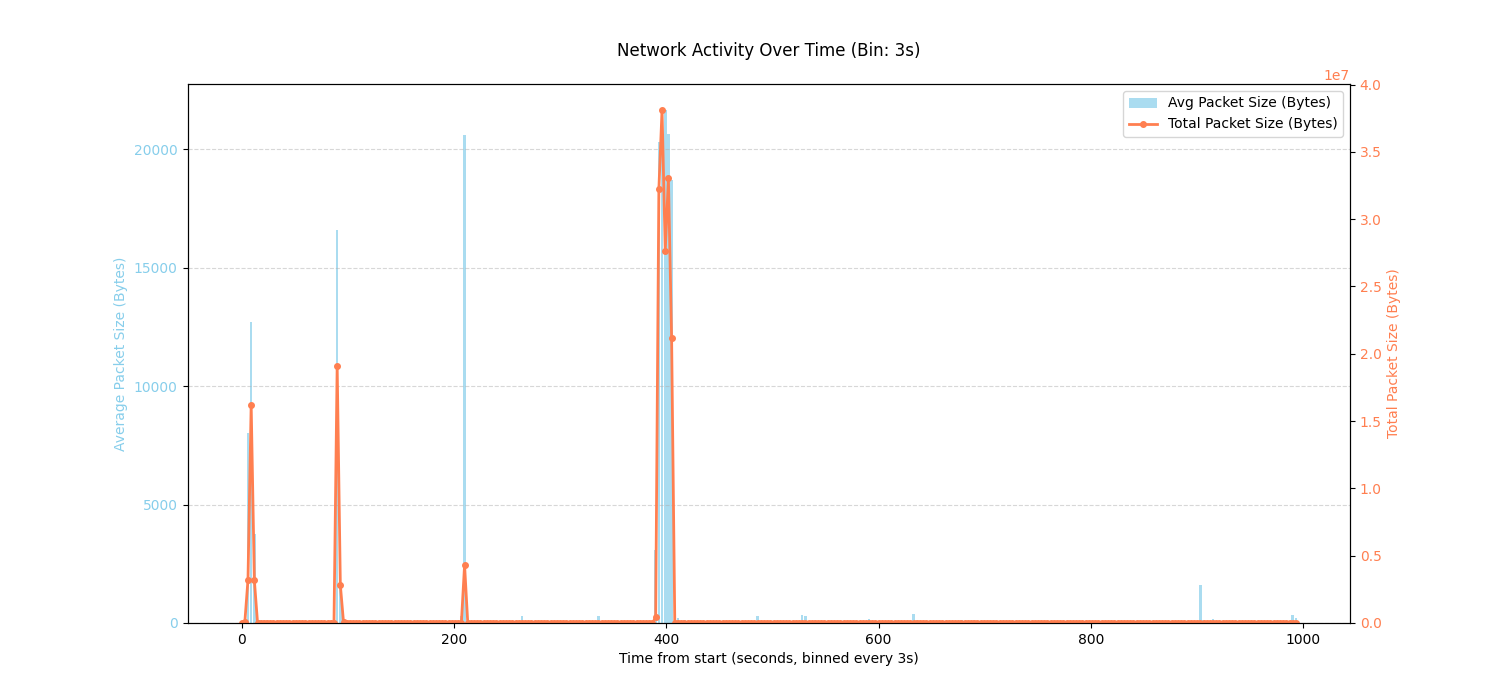 Network Activity Over Time (Bin: 3s)
1e7
Avg Packet Size (Bytes)
Total Packet Size (Bytes)
Average Packet Size (Bytes)
20000
15000
10000
5000
0
4.0
3.5
3.0
2.5
2.0
1.5
1.0
0.5
0.0
Total Packet Size (Bytes)
0 200 400 600 800 1000
Time from start (seconds, binned every 3s)